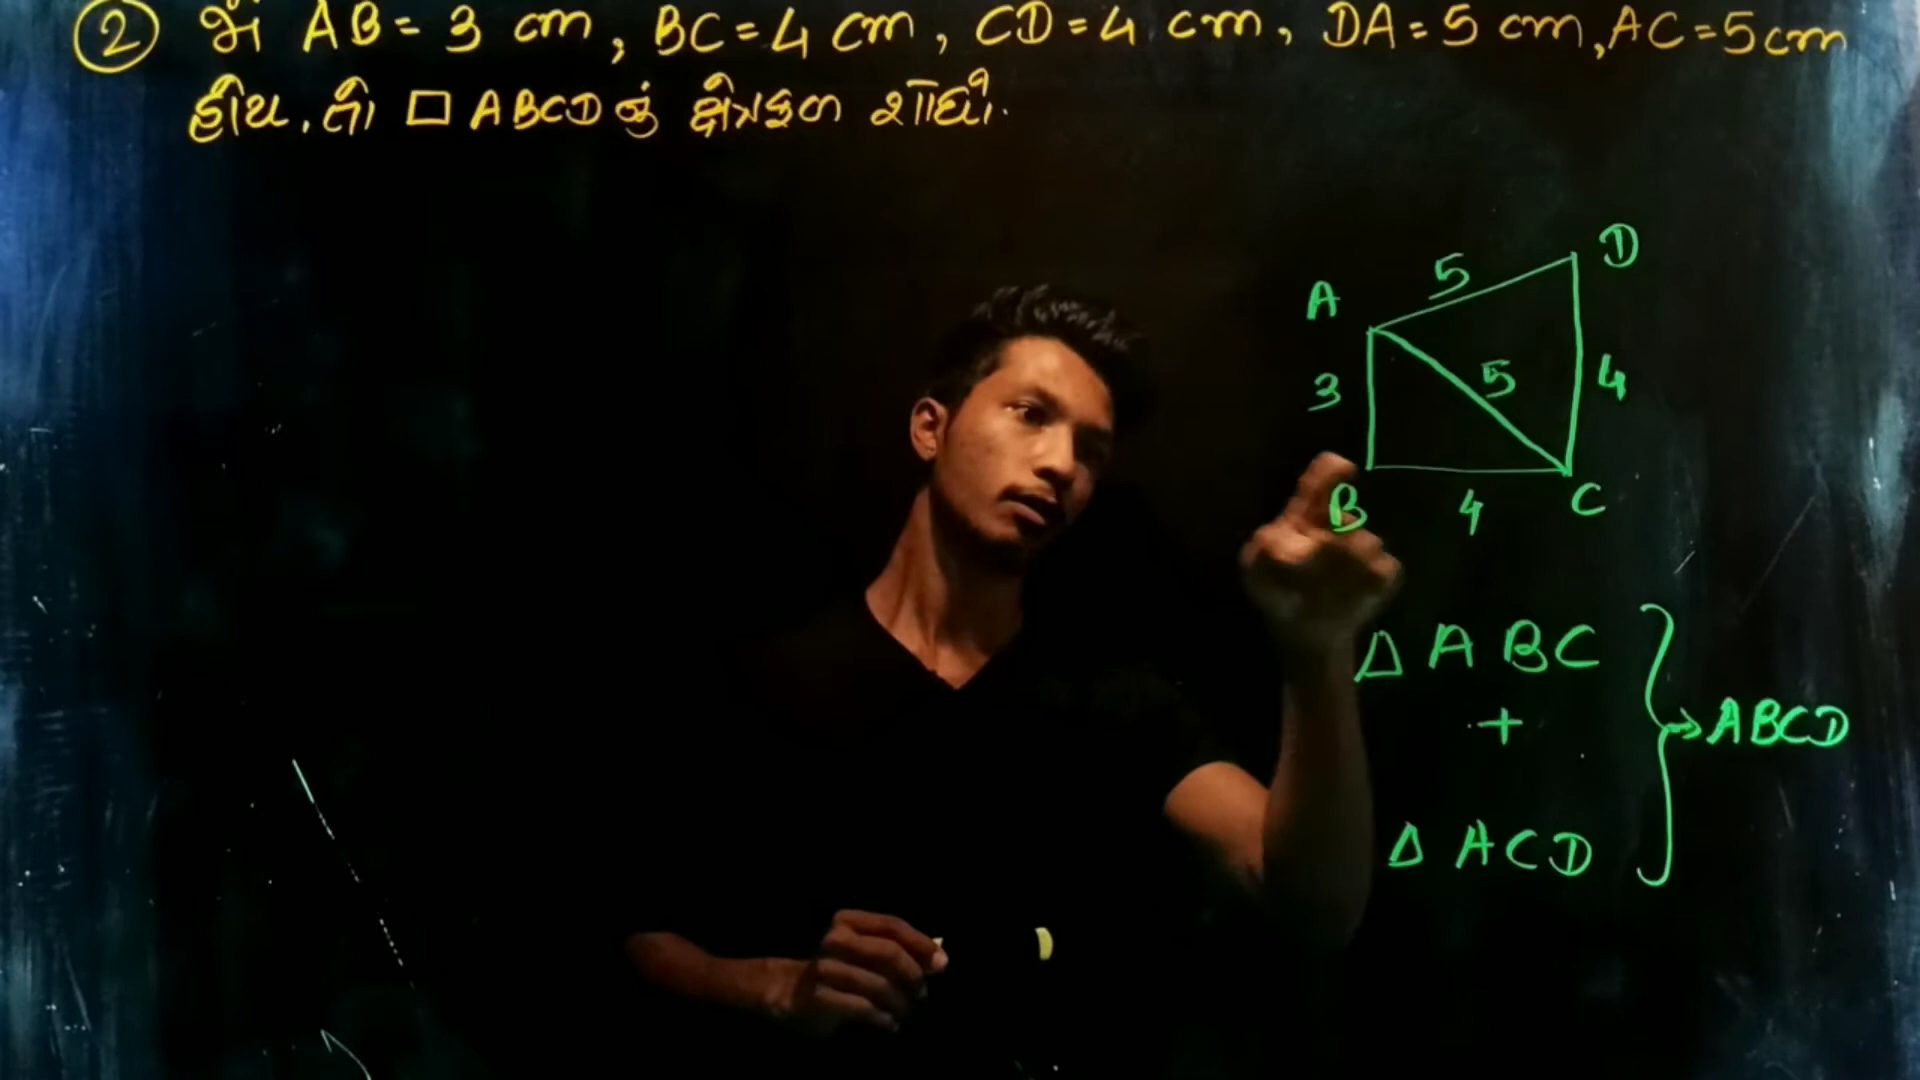 ② જો AB = 3 cm, BC = 4 cm, CD = 4 cm, DA = 5 cm, AC = 5 cm
હોય, તો □ ABCD નું ક્ષેત્રફળ શોધો.
D
5
A
3
5
4
B
4
C
Δ ABC
+
→ ABCD
Δ ACD